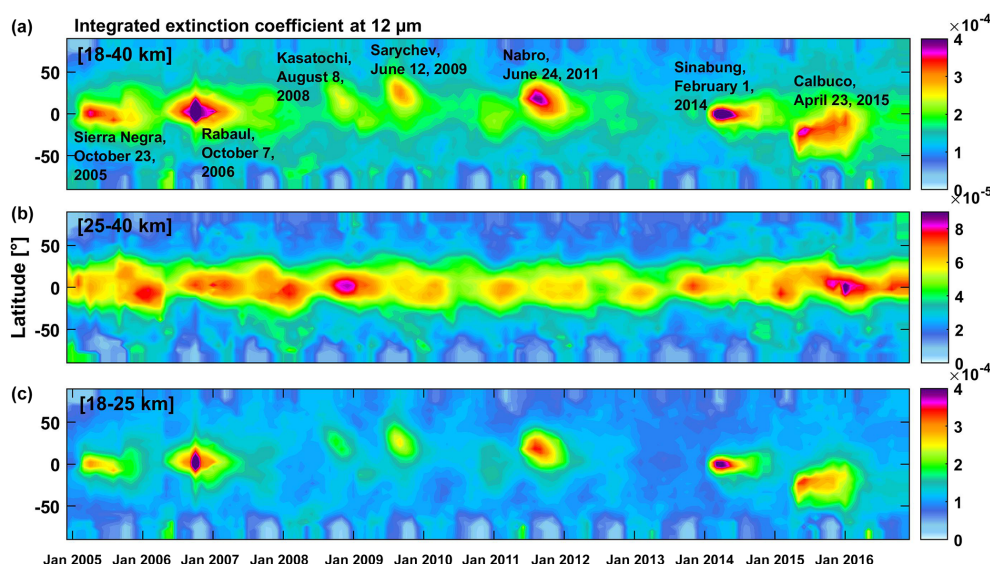 (a) Integrated extinction coefficient at 12 µm
×10⁻⁴
[18-40 km]
Kasatochi,
August 8,
2008
Sarychev,
June 12, 2009
Nabro,
June 24, 2011
Sinabung,
February 1,
2014
Calbuco,
April 23, 2015
Sierra Negra,
October 23,
2005
Rabaul,
October 7,
2006
50
0
-50
4
3
2
1
0
(b)
×10⁻⁵
[25-40 km]
Latitude [°]
50
0
-50
8
6
4
2
0
(c)
×10⁻⁴
[18-25 km]
50
0
-50
4
3
2
1
0
Jan 2005 Jan 2006 Jan 2007 Jan 2008 Jan 2009 Jan 2010 Jan 2011 Jan 2012 Jan 2013 Jan 2014 Jan 2015 Jan 2016